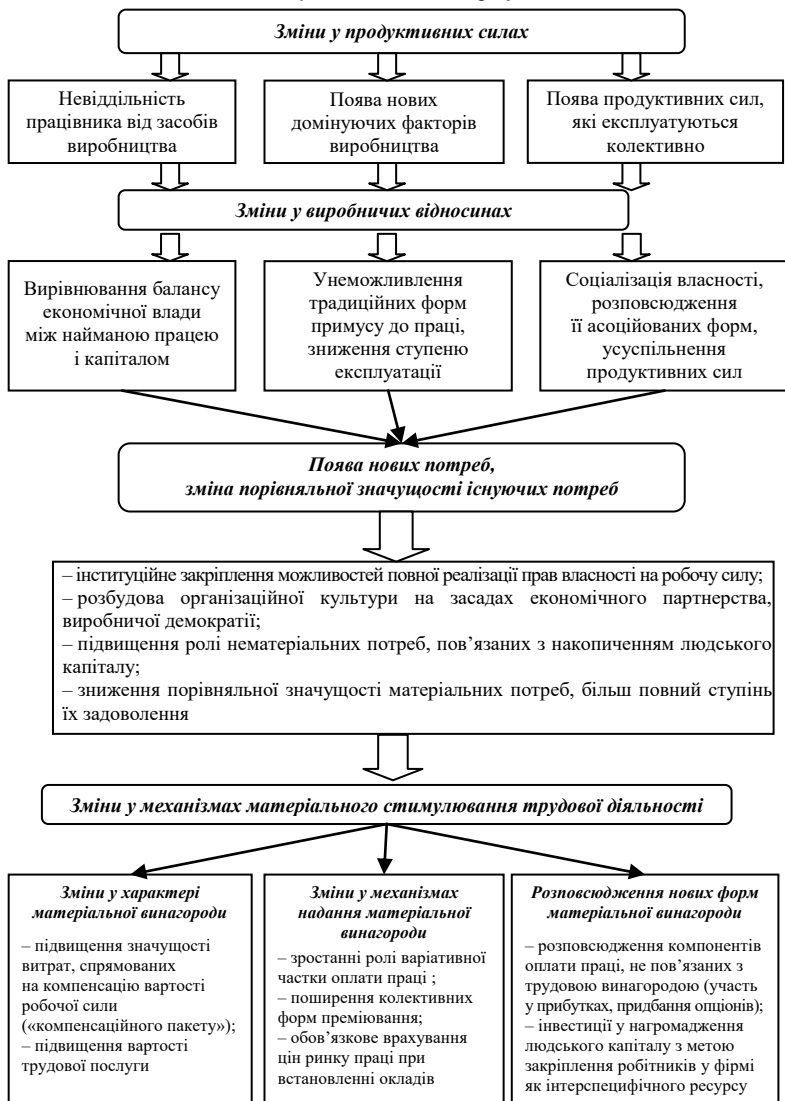 Зміни у продуктивних силах
Невіддільність
працівника від засобів
виробництва
Поява нових
домінуючих факторів
виробництва
Поява продуктивних сил,
які експлуатуються
колективно
Зміни у виробничих відносинах
Вирівнювання балансу
економічної влади
між найманою працею
і капіталом
Унеможливлення
традиційних форм
примусу до праці,
зниження ступеню
експлуатації
Соціалізація власності,
розповсюдження
її асоційованих форм,
усуспільнення
продуктивних сил
Поява нових потреб,
зміна порівняльної значущості існуючих потреб
– інституційне закріплення можливостей повної реалізації прав власності на робочу силу;
– розбудова організаційної культури на засадах економічного партнерства,
виробничої демократії;
– підвищення ролі нематеріальних потреб, пов’язаних з накопиченням людського
капіталу;
– зниження порівняльної значущості матеріальних потреб, більш повний ступінь
їх задоволення
Зміни у механізмах матеріального стимулювання трудової діяльності
Зміни у характері
матеріальної винагороди
– підвищення значущості
витрат, спрямованих
на компенсацію вартості
робочої сили
(«компенсаційного пакету»);
– підвищення вартості
трудової послуги
Зміни у механізмах
надання матеріальної
винагороди
– зростанні ролі варіативної
частки оплати праці ;
– поширення колективних
форм преміювання;
– обов’язкове врахування
цін ринку праці при
встановленні окладів
Розповсюдження нових форм
матеріальної винагороди
– розповсюдження компонентів
оплати праці, не пов’язаних з
трудовою винагородою (участь
у прибутках, придбання опціонів);
– інвестиції у нагромадження
людського капіталу з метою
закріплення робітників у фірмі
як інтерспецифічного ресурсу